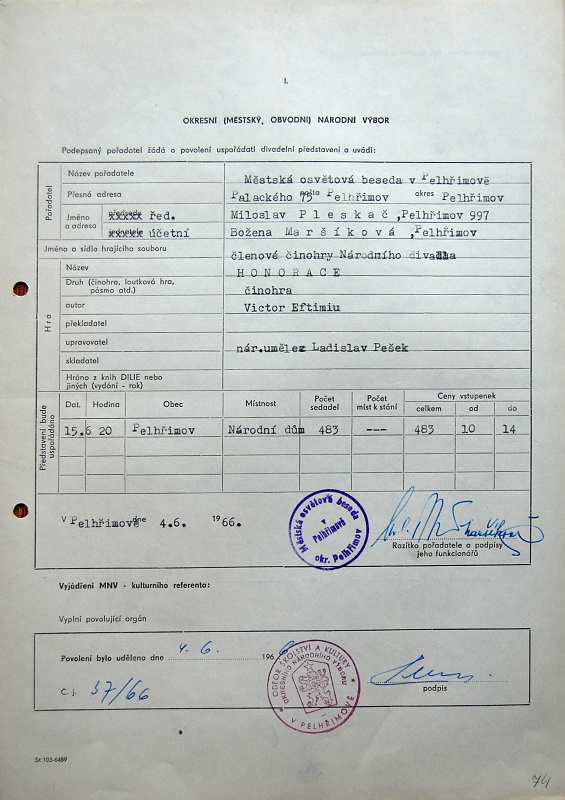 I.
OKRESNÍ (MĚSTSKÝ, OBVODNÍ) NÁRODNÍ VÝBOR
Podepsaný pořadatel žádá o povolení uspořádati divadelní představení a uvádí:
Pořadatel
Název pořadatele Městská osvětová beseda v Pelhřimově
Přesná adresa Palackého 75 pošta Pelhřimov okres Pelhřimov
Jméno a adresa předsedy řed. Miloslav P l e s k a č ,Pelhřimov 997
jednatele účetní Božena M a r š í k o v á ,Pelhřimov
Jméno a sídlo hrajícího souboru členové činohry Národního divadla
Hra
Název H O N O R A C E
Druh (činohra, loutková hra, pásmo atd.) činohra
autor Victor Eftimiu
překladatel
upravovatel nár.umělec Ladislav Pešek
skladatel
Hráno z knih DILIE nebo jiných (vydání - rok)
Představení bude uspořádáno
Dat. Hodina Obec Místnost Počet sedadel Počet míst k stání Ceny vstupenek celkem od do
15.6 20 Pelhřimov Národní dům 483 --- 483 10 14
V Pelhřimově dne 4.6. 1966.
Městská osvětová beseda v Pelhřimově okr. Pelhřimov
Razítko pořadatele a podpisy jeho funkcionářů
Vyjádření MNV - kulturního referenta:
Vyplní povolující orgán
Povolení bylo uděleno dne 4. 6. 1966
ODBOR ŠKOLSTVÍ A KULTURY OKRESNÍHO NÁRODNÍHO VÝBORU V PELHŘIMOVĚ
Č. j. 37/66
podpis
St 103-6489
74